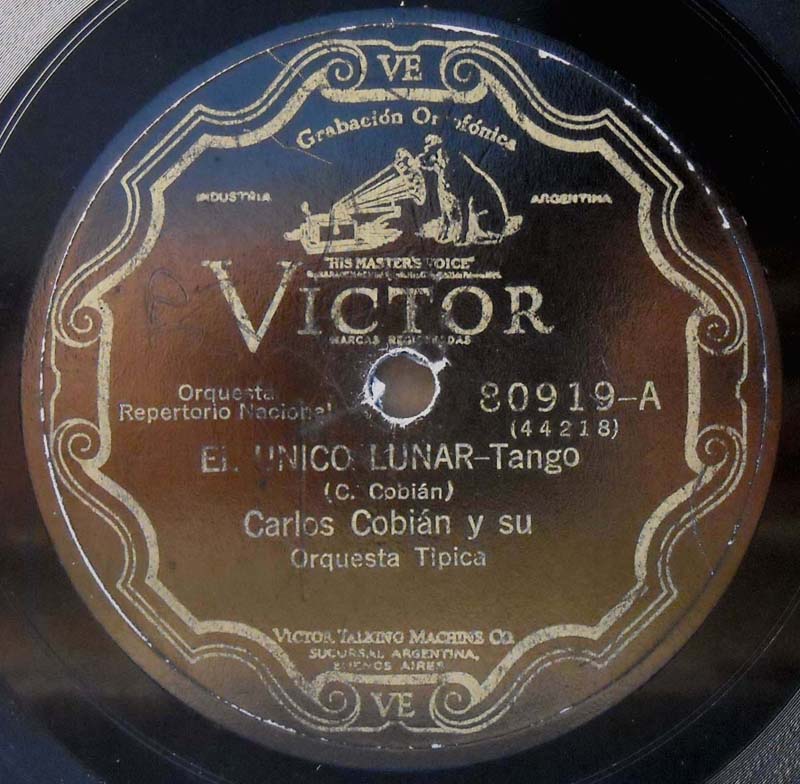 VE
Grabación Ortofónica
INDUSTRIA ARGENTINA
"HIS MASTER'S VOICE"
VICTOR
MARCAS REGISTRADAS
Orquesta
Repertorio Nacional
80919-A
(44218)
EL UNICO LUNAR-Tango
(C. Cobián)
Carlos Cobián y su
Orquesta Tipica
VICTOR TALKING MACHINE CO.
SUCURSAL ARGENTINA,
BUENOS AIRES
VE